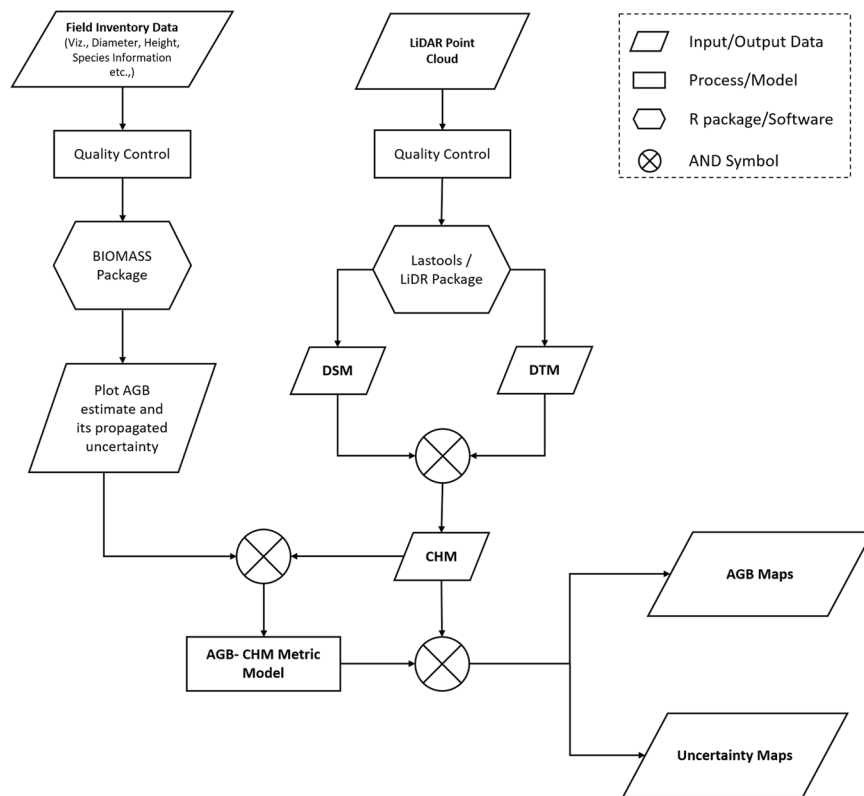 Field Inventory Data
(Viz., Diameter, Height,
Species Information
etc.,)
LiDAR Point
Cloud
Input/Output Data
Process/Model
R package/Software
AND Symbol
Quality Control
Quality Control
BIOMASS
Package
Lastools /
LiDR Package
DSM
DTM
Plot AGB
estimate and
its propagated
uncertainty
CHM
AGB Maps
AGB- CHM Metric
Model
Uncertainty Maps